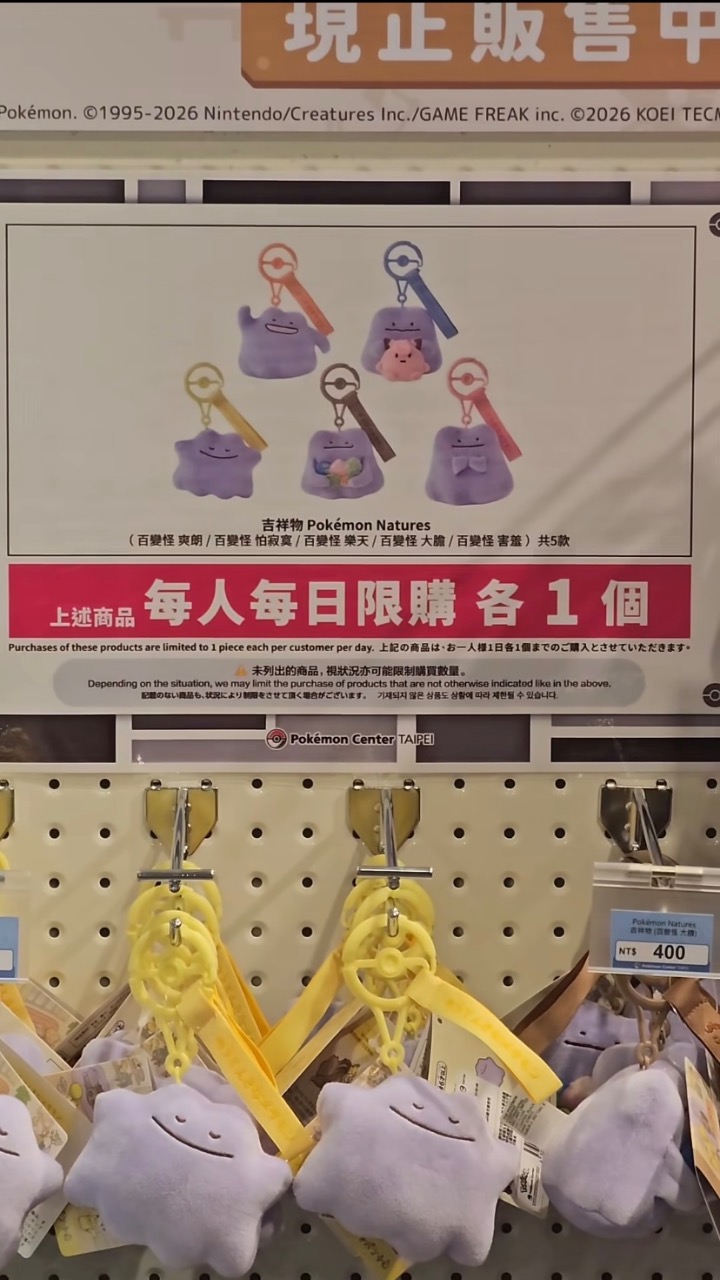 現正販售中
Pokémon. ©1995-2026 Nintendo/Creatures Inc./GAME FREAK inc. ©2026 KOEI TECM
吉祥物 Pokémon Natures
（ 百變怪 爽朗 / 百變怪 怕寂寞 / 百變怪 樂天 / 百變怪 大膽 / 百變怪 害羞 ）共5款
上述商品 每人每日限購 各 1 個
Purchases of these products are limited to 1 piece each per customer per day. 上記の商品は、お一人様1日各1個までのご購入とさせていただきます。
未列出的商品，視狀況亦可能限制購買數量。
Depending on the situation, we may limit the purchase of products that are not otherwise indicated like in the above.
記載のない商品も、状況により制限をさせて頂く場合がございます。 기재되지 않은 상품도 상황에 따라 제한될 수 있습니다.
Pokémon Center TAIPEI
Pokémon Natures
吉祥物 (百變怪 大膽)
NT$ 400